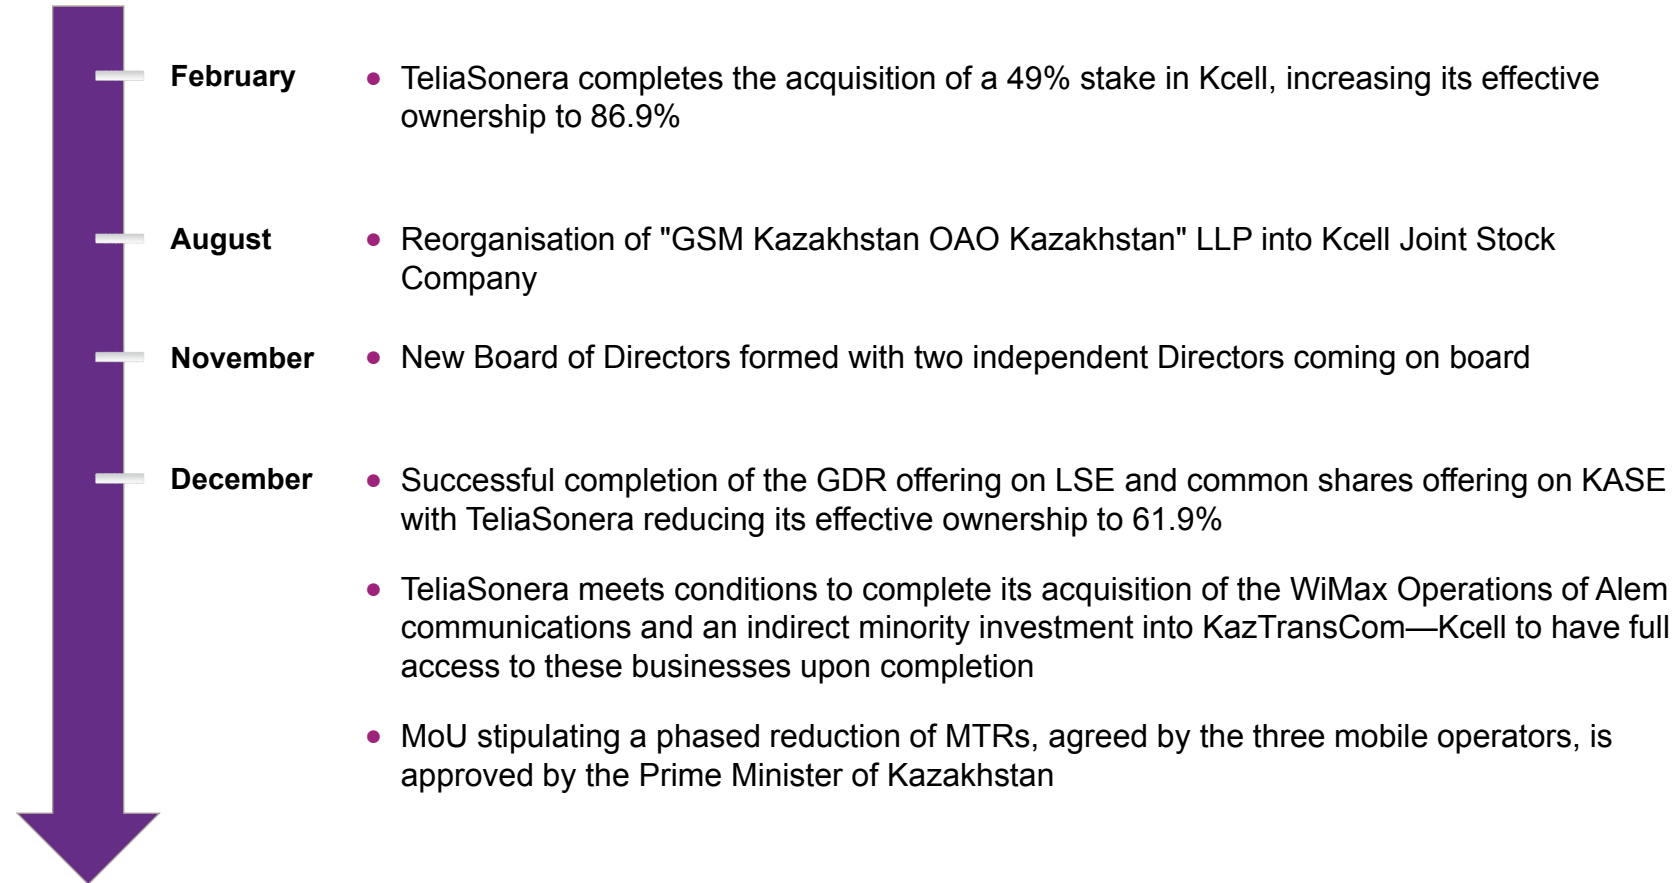 February
• TeliaSonera completes the acquisition of a 49% stake in Kcell, increasing its effective
ownership to 86.9%
August
• Reorganisation of "GSM Kazakhstan OAO Kazakhstan" LLP into Kcell Joint Stock
Company
November
• New Board of Directors formed with two independent Directors coming on board
December
• Successful completion of the GDR offering on LSE and common shares offering on KASE
with TeliaSonera reducing its effective ownership to 61.9%
• TeliaSonera meets conditions to complete its acquisition of the WiMax Operations of Alem
communications and an indirect minority investment into KazTransCom—Kcell to have full
access to these businesses upon completion
• MoU stipulating a phased reduction of MTRs, agreed by the three mobile operators, is
approved by the Prime Minister of Kazakhstan